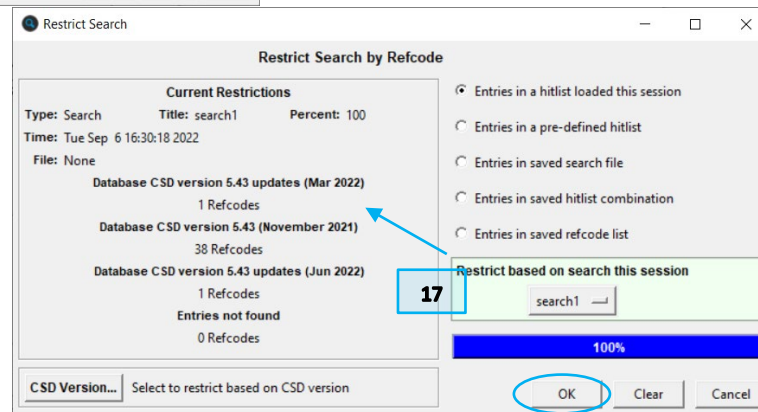 Restrict Search
Restrict Search by Refcode
Current Restrictions
Type: Search Title: search1 Percent: 100
Time: Tue Sep 6 16:30:18 2022
File: None
Database CSD version 5.43 updates (Mar 2022)
1 Refcodes
Database CSD version 5.43 (November 2021)
38 Refcodes
Database CSD version 5.43 updates (Jun 2022)
1 Refcodes
Entries not found
0 Refcodes
CSD Version... Select to restrict based on CSD version
Entries in a hitlist loaded this session
Entries in a pre-defined hitlist
Entries in saved search file
Entries in saved hitlist combination
Entries in saved refcode list
17
Restrict based on search this session
search1
100%
OK Clear Cancel